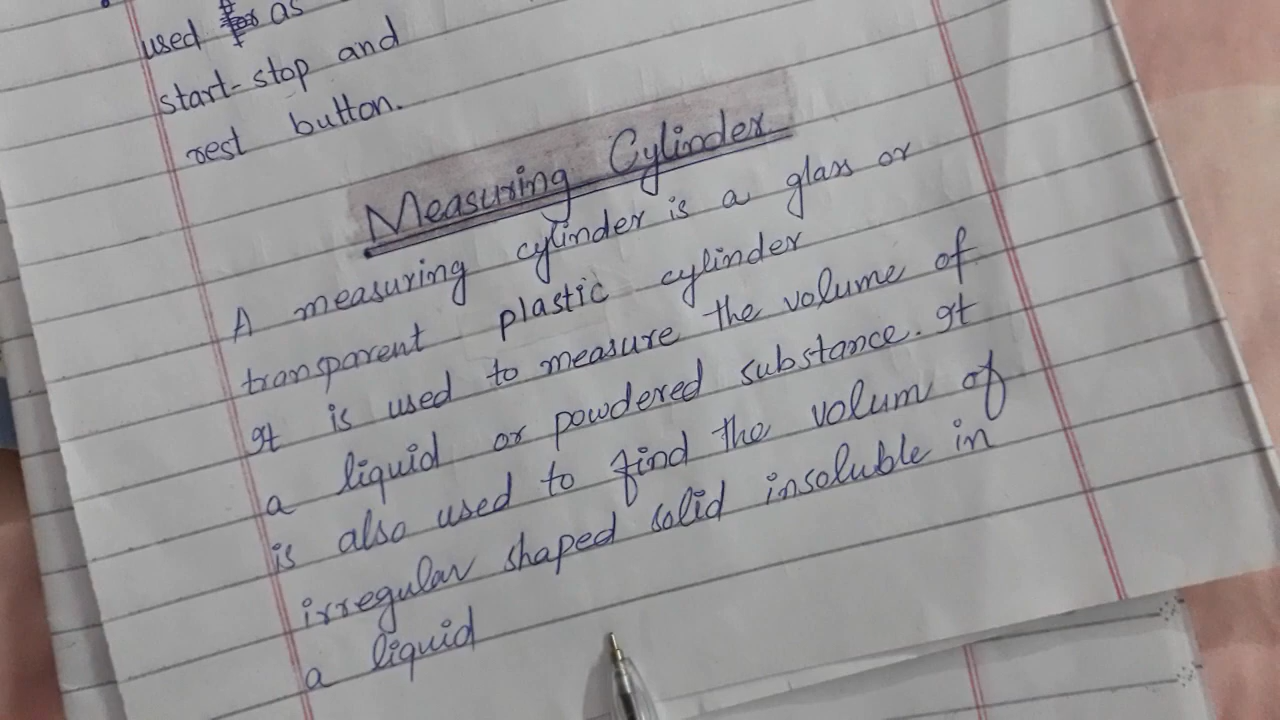 used as
start-stop and
rest button.
Measuring Cylinder
A measuring cylinder is a glass or
transparent plastic cylinder
It is used to measure the volume of
a liquid or powdered substance. It
is also used to find the volum of
irregular shaped solid insoluble in
a liquid